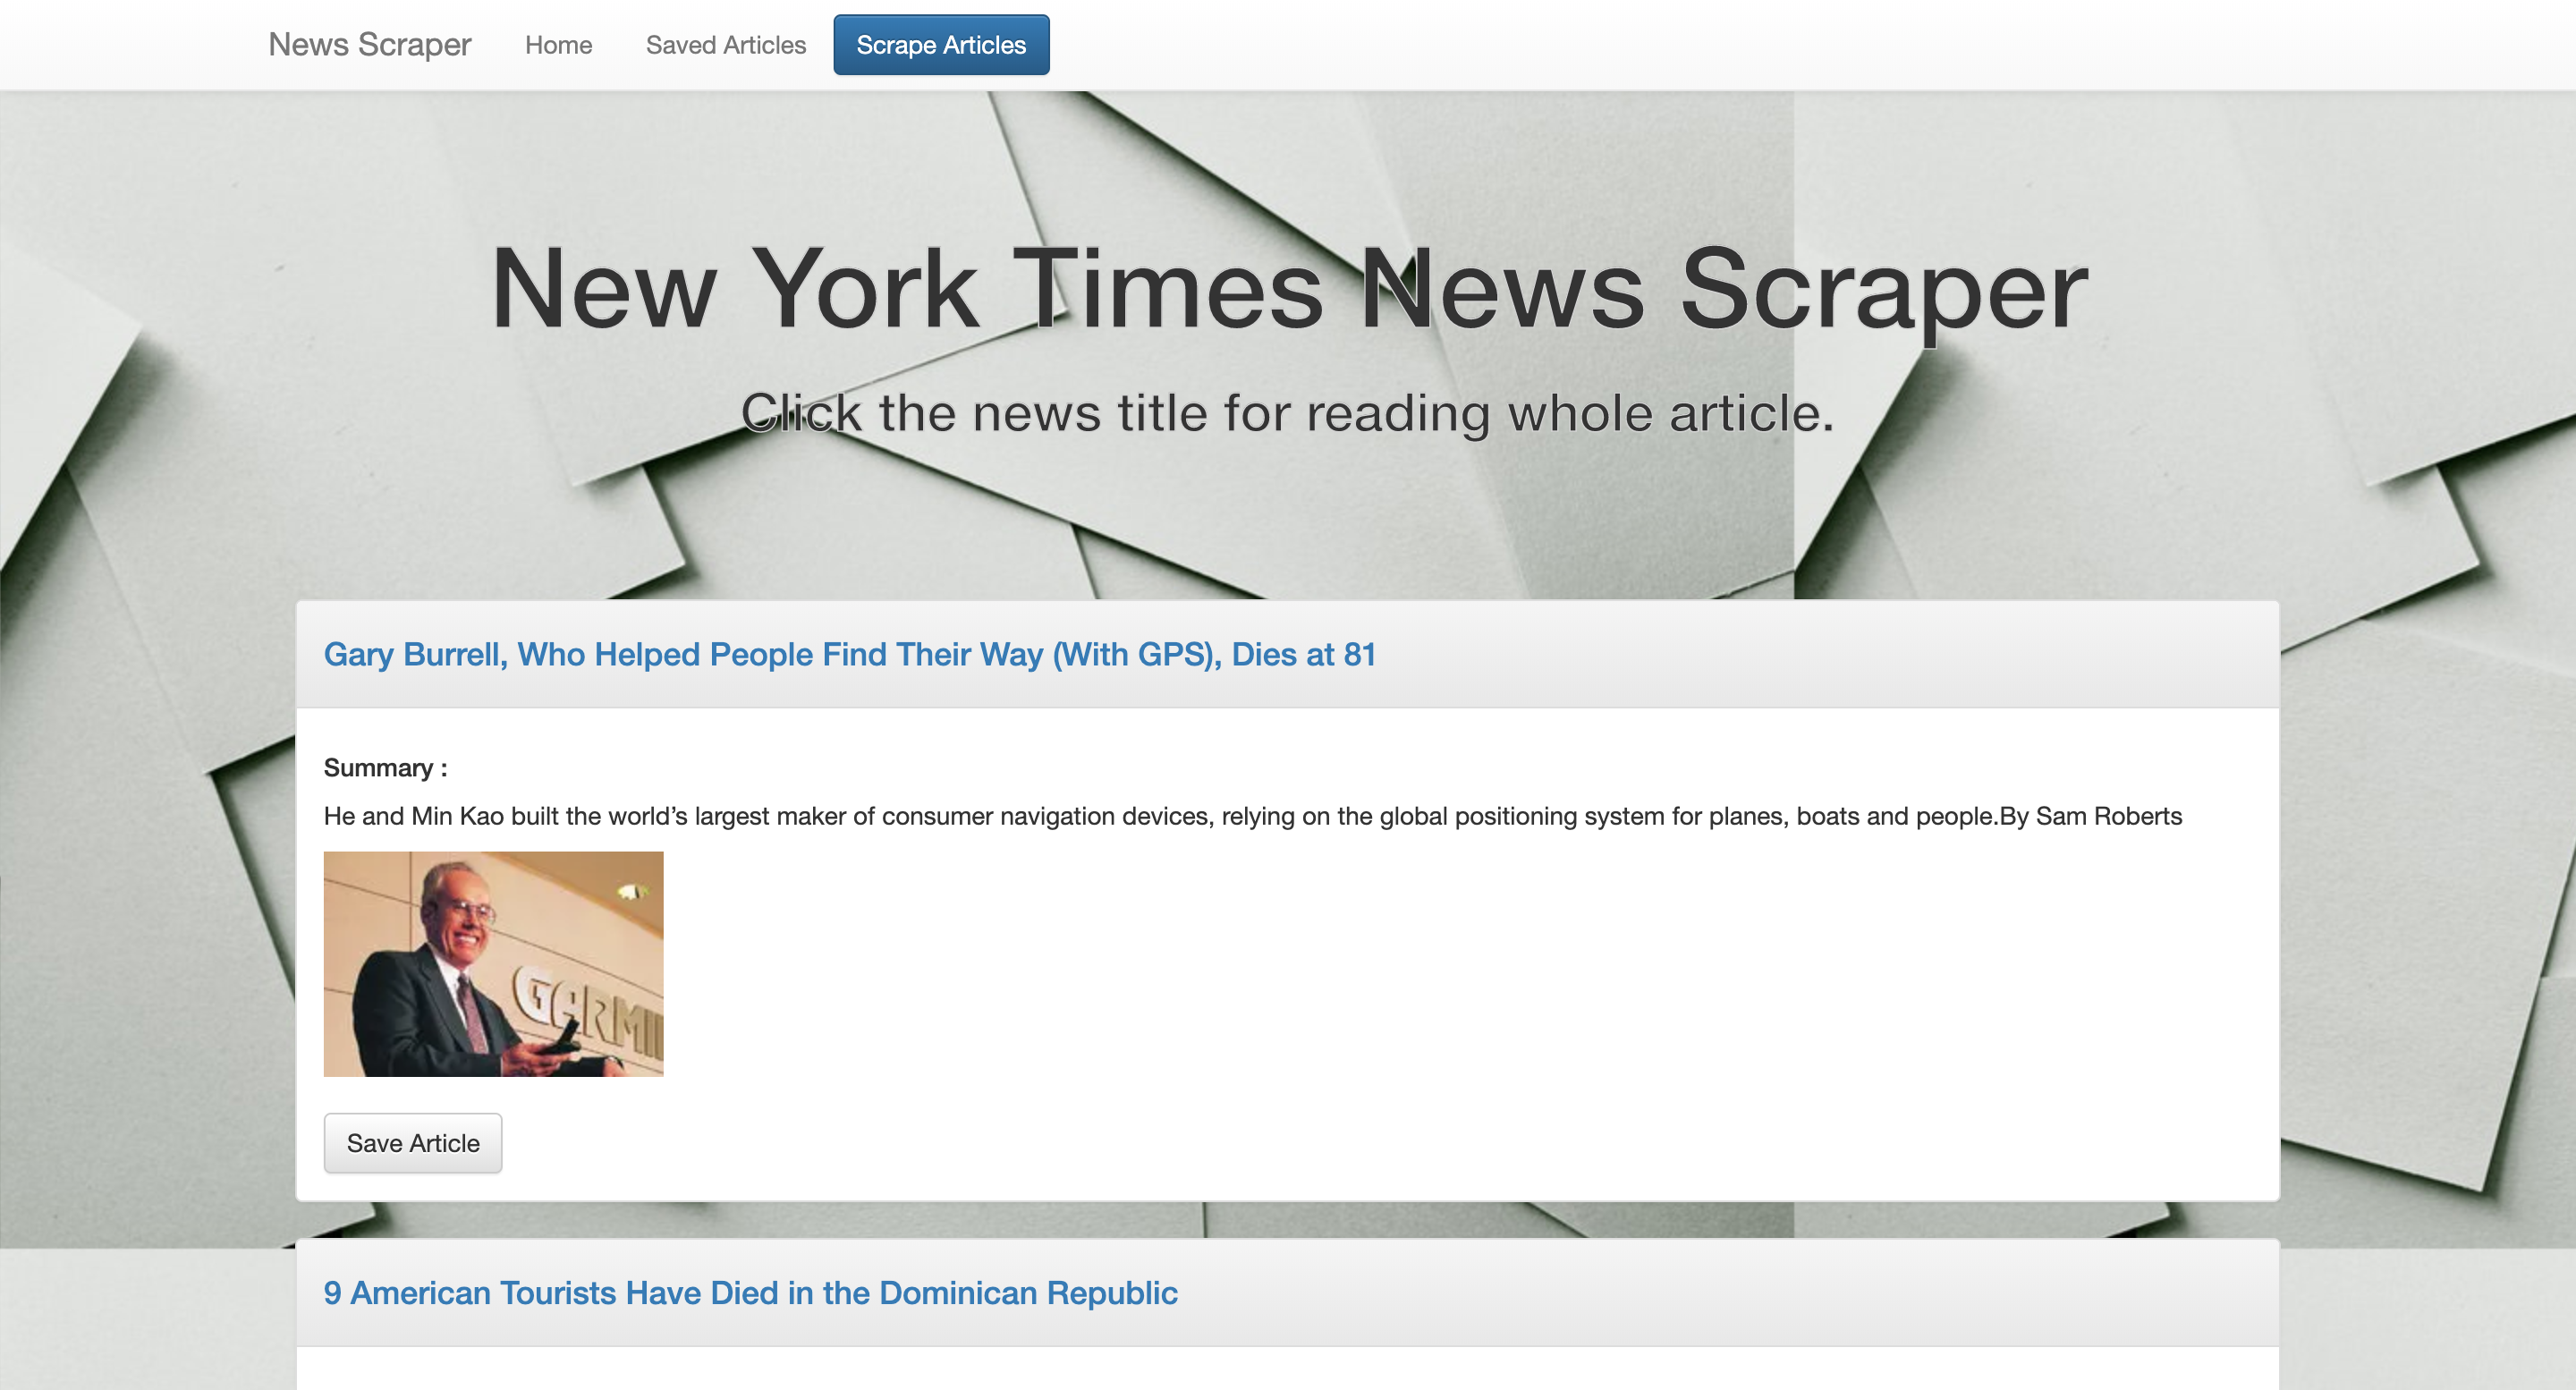 News Scraper Home Saved Articles Scrape Articles
New York Times News Scraper
Click the news title for reading whole article.
Gary Burrell, Who Helped People Find Their Way (With GPS), Dies at 81
Summary :
He and Min Kao built the world’s largest maker of consumer navigation devices, relying on the global positioning system for planes, boats and people.By Sam Roberts
GARMI
Save Article
9 American Tourists Have Died in the Dominican Republic